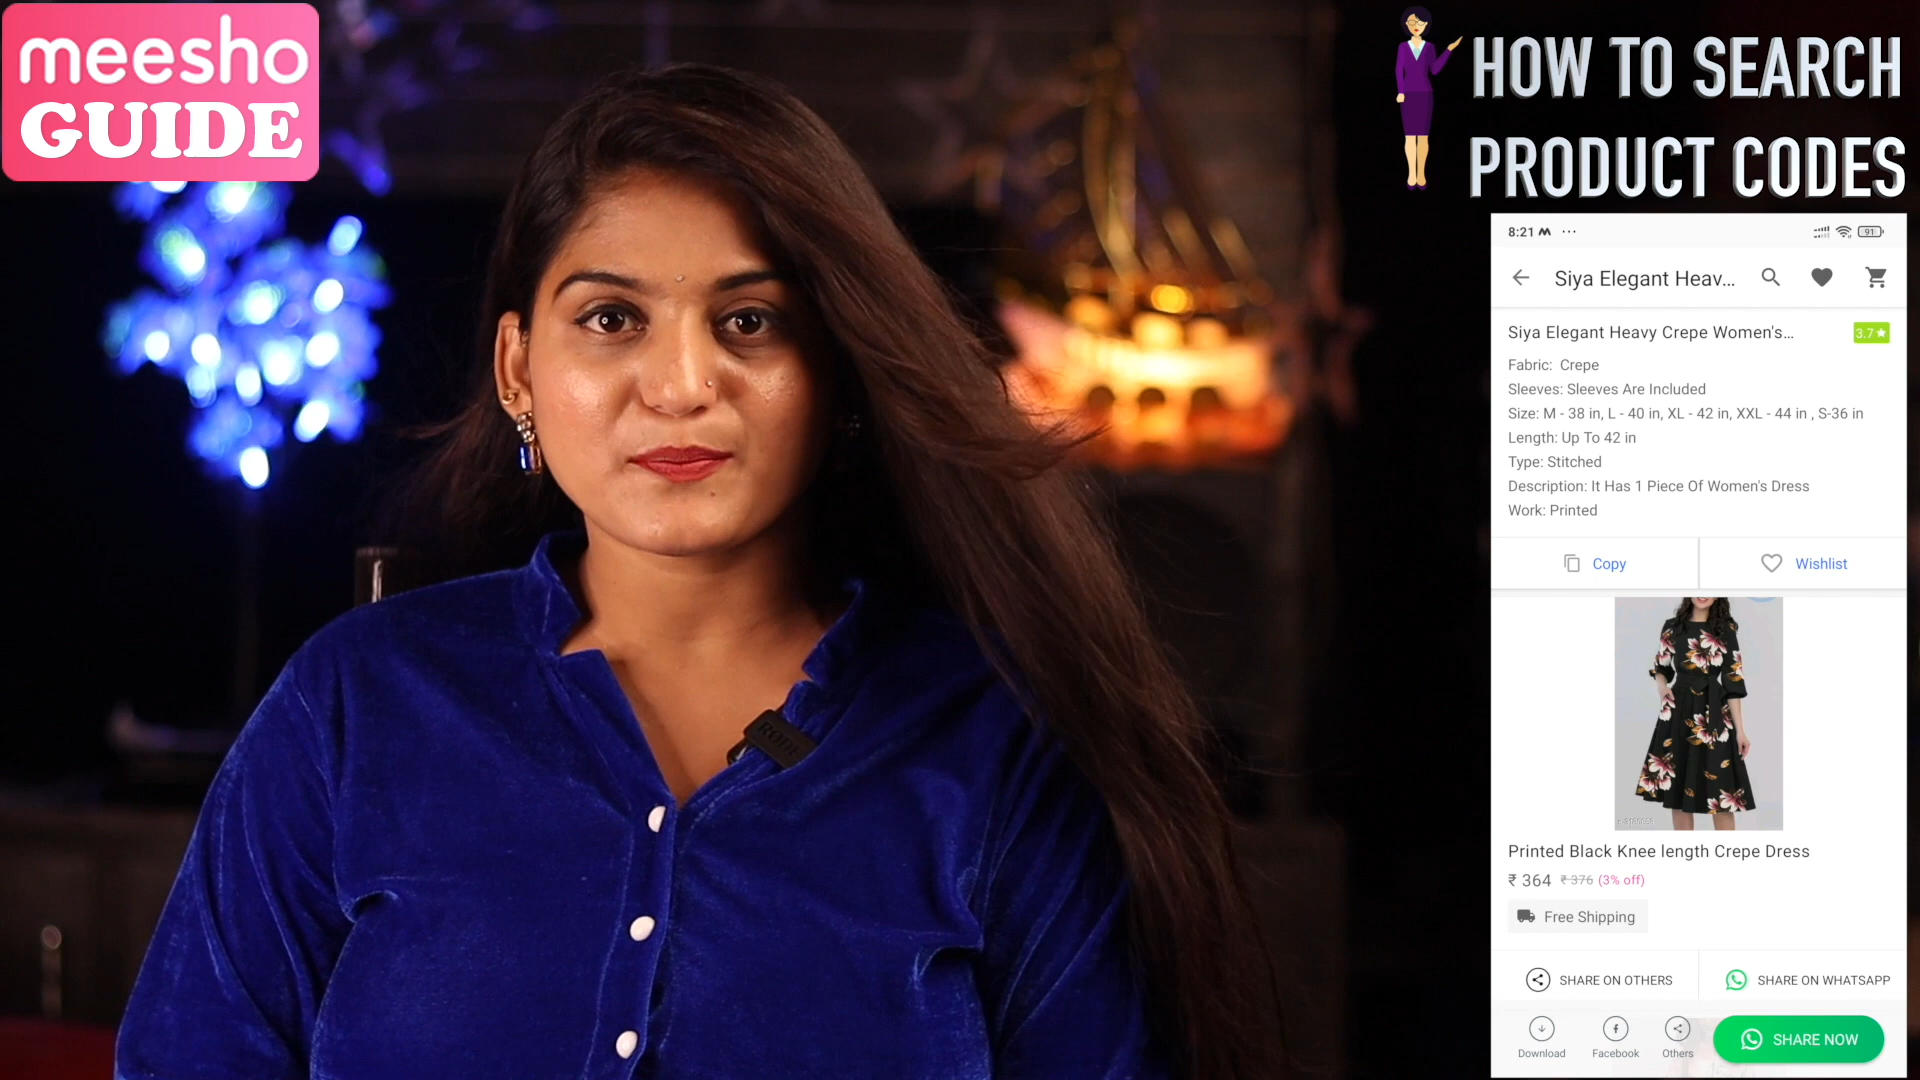 meesho
GUIDE
HOW TO SEARCH
PRODUCT CODES
8:21
91
Siya Elegant Heav...
Siya Elegant Heavy Crepe Women's...
3.7
Fabric: Crepe
Sleeves: Sleeves Are Included
Size: M - 38 in, L - 40 in, XL - 42 in, XXL - 44 in , S-36 in
Length: Up To 42 in
Type: Stitched
Description: It Has 1 Piece Of Women's Dress
Work: Printed
Copy
Wishlist
Printed Black Knee length Crepe Dress
₹ 364 ₹ 376 (3% off)
Free Shipping
SHARE ON OTHERS
SHARE ON WHATSAPP
Download
Facebook
Others
SHARE NOW
RODE